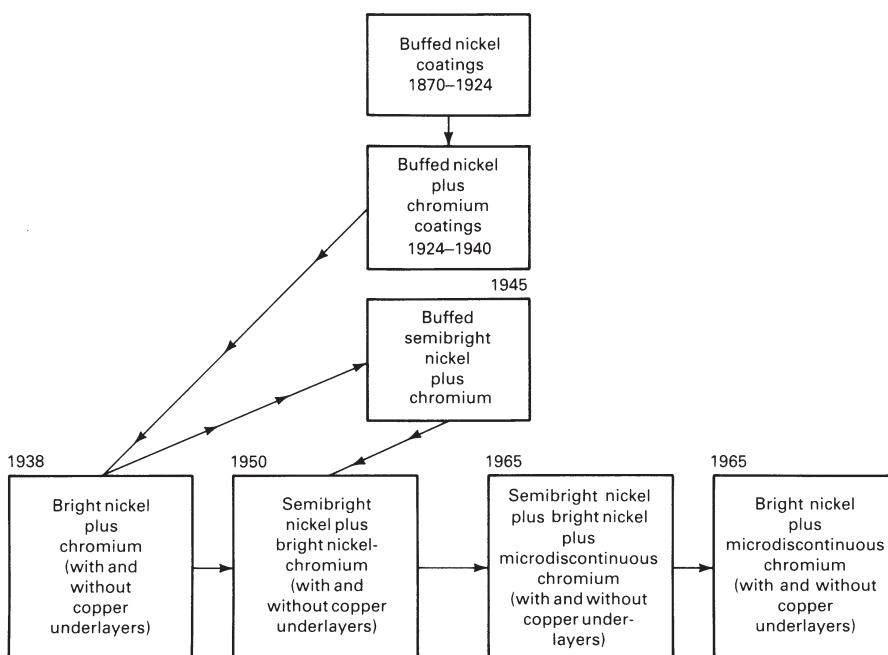 Buffed nickel
coatings
1870–1924
Buffed nickel
plus
chromium
coatings
1924–1940
1945
Buffed
semibright
nickel
plus
chromium
1938
Bright nickel
plus
chromium
(with and
without
copper
underlayers)
1950
Semibright
nickel plus
bright nickel-
chromium
(with and
without copper
underlayers)
1965
Semibright nickel
plus bright nickel
plus
microdiscontinuous
chromium
(with and without
copper under-
layers)
1965
Bright nickel
plus
microdiscontinuous
chromium
(with and without
copper
underlayers)